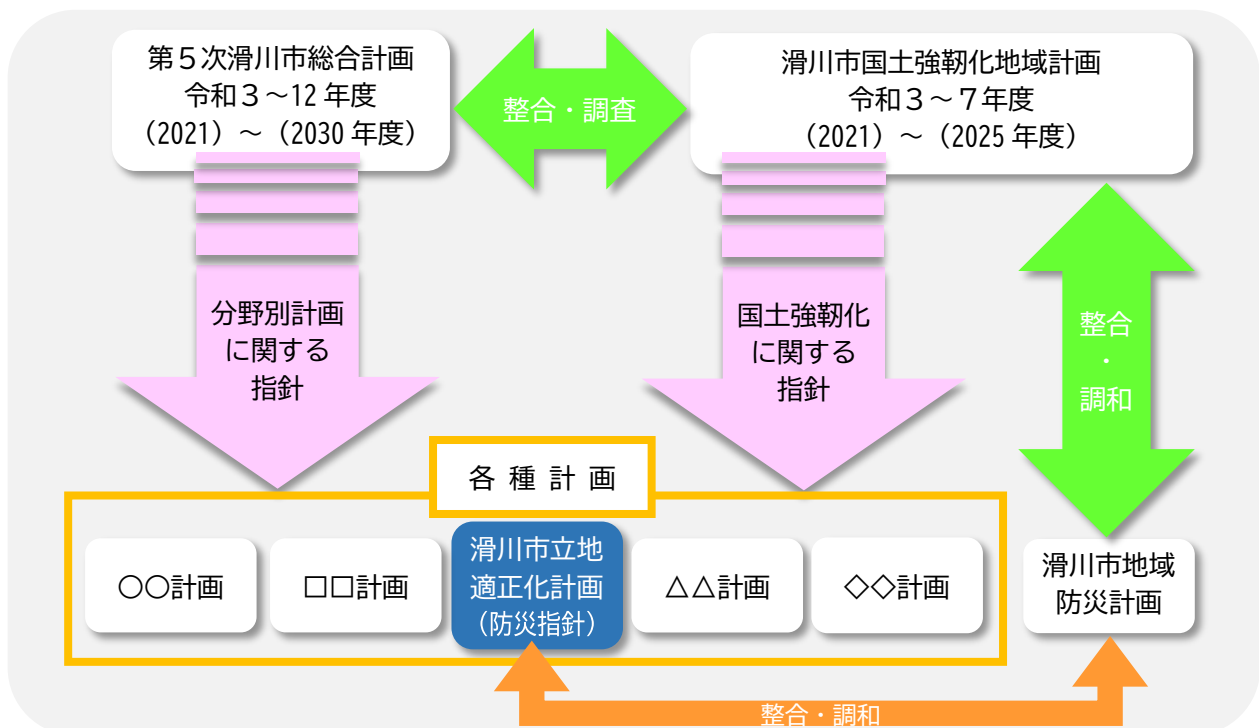 第５次滑川市総合計画
令和３～12 年度
（2021）～（2030 年度）
整合・調査
滑川市国土強靭化地域計画
令和３～７年度
（2021）～（2025 年度）
分野別計画
に関する
指針
国土強靭化
に関する
指針
整合
・
調和
各 種 計 画
〇〇計画
□□計画
滑川市立地
適正化計画
（防災指針）
△△計画
◇◇計画
滑川市地域
防災計画
整合・調和